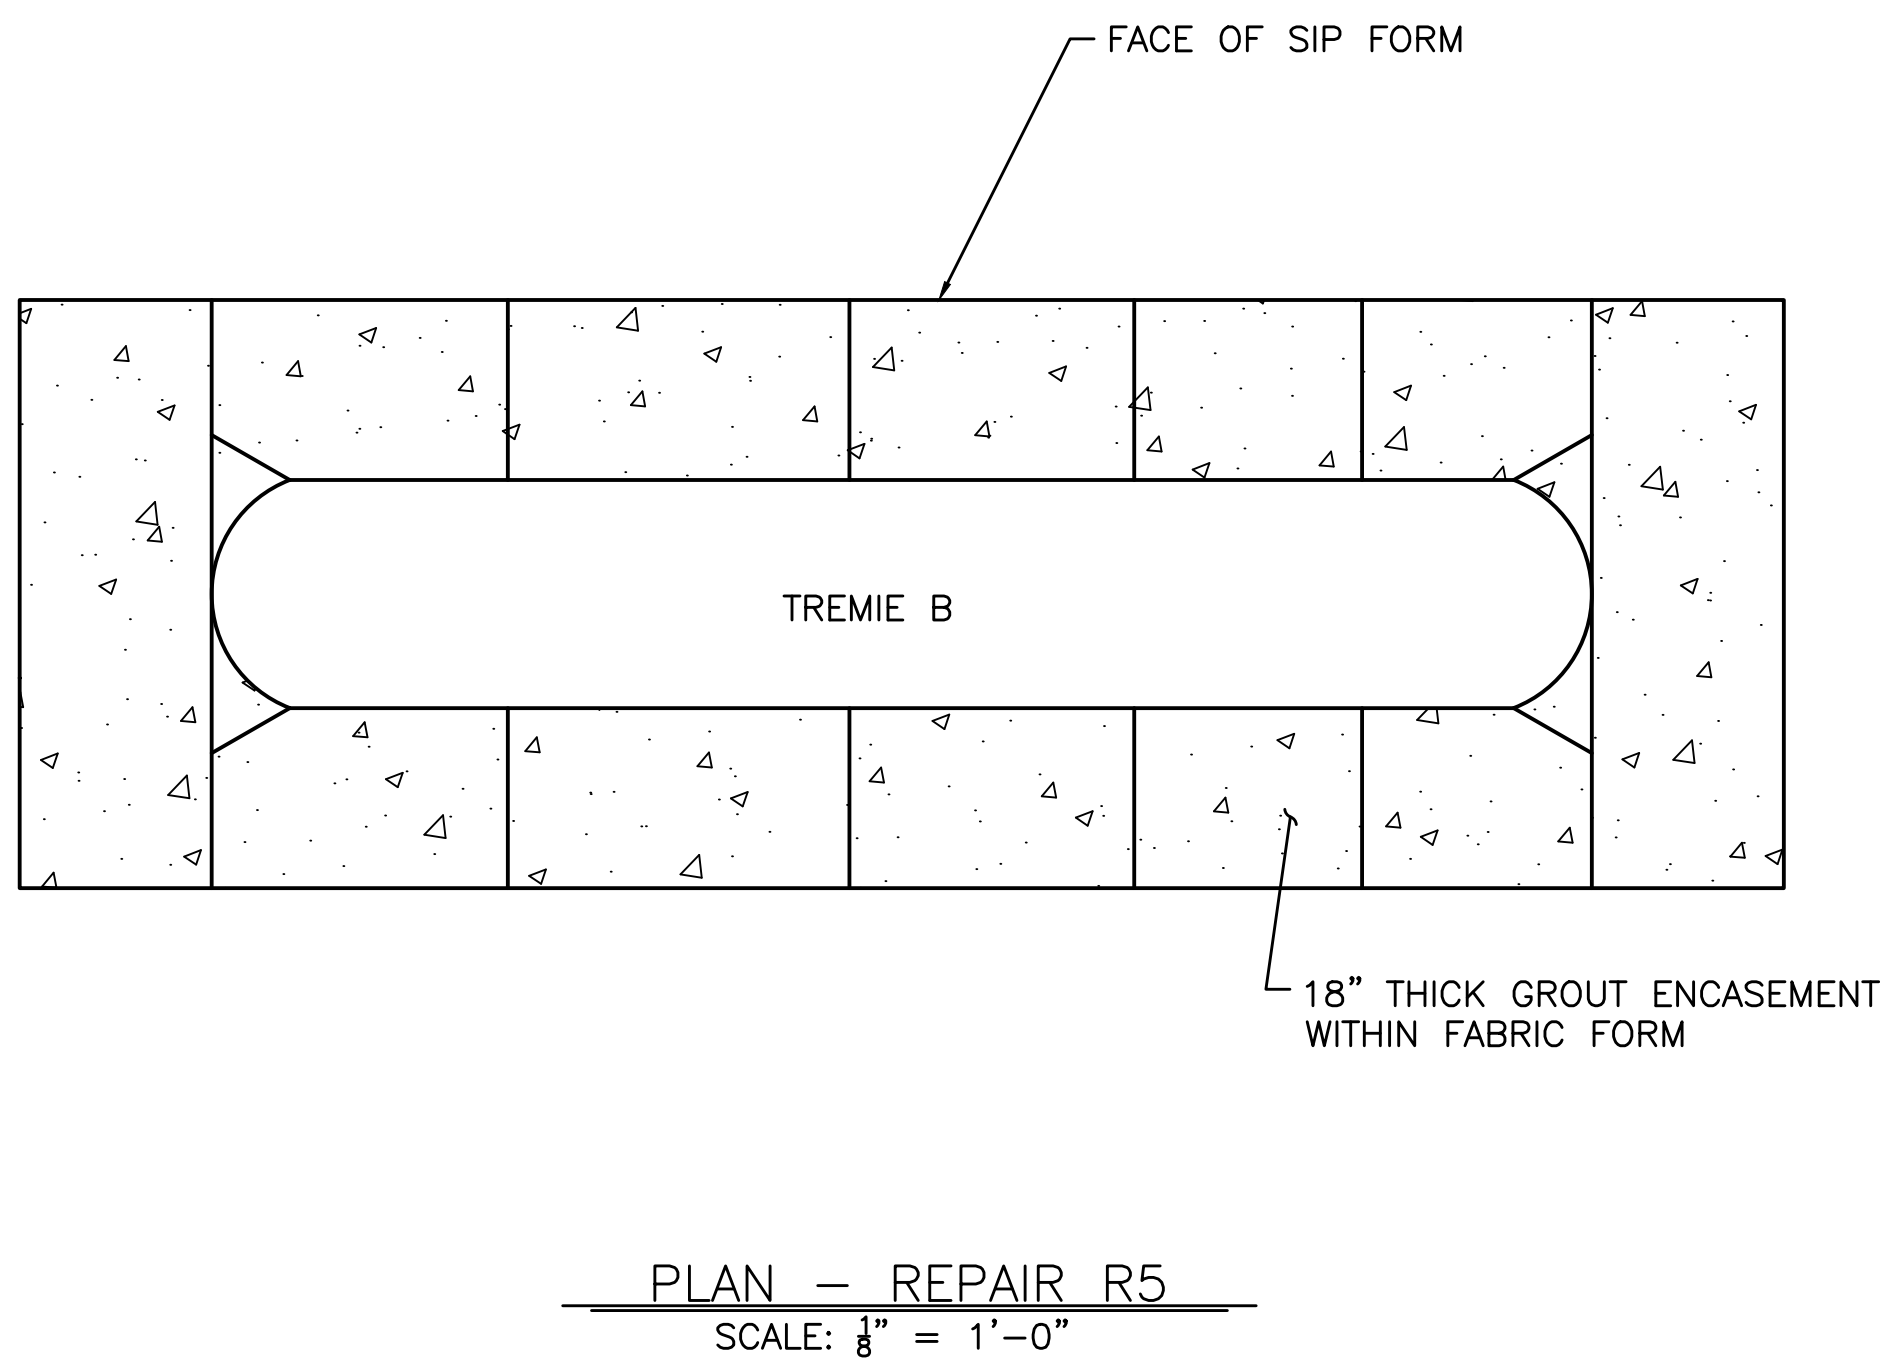 FACE OF SIP FORM
TREMIE B
18" THICK GROUT ENCASEMENT
WITHIN FABRIC FORM
PLAN – REPAIR R5
SCALE: 1/8" = 1'-0"